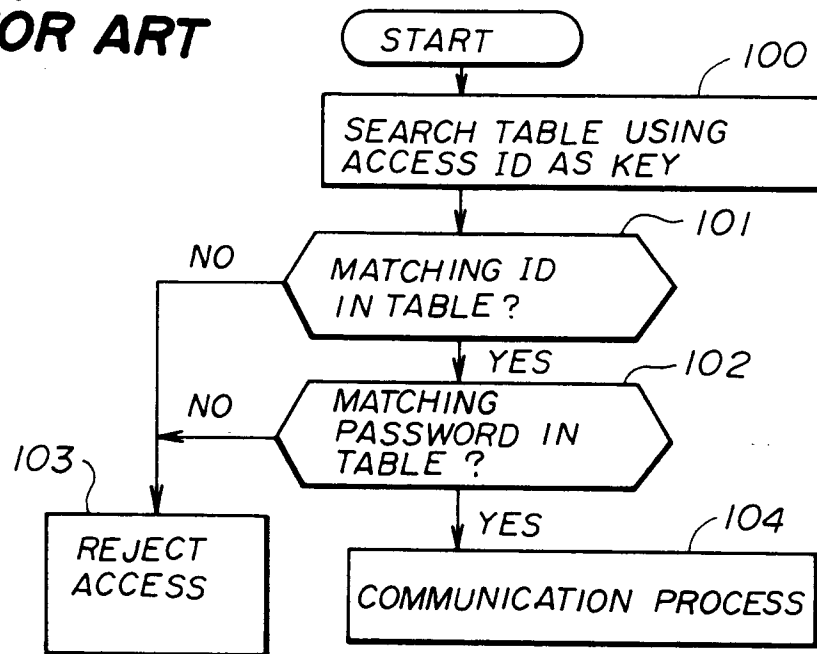 OR ART
START
100
SEARCH TABLE USING
ACCESS ID AS KEY
101
NO
MATCHING ID
IN TABLE ?
YES
102
NO
MATCHING
PASSWORD IN
TABLE ?
103
YES
104
REJECT
ACCESS
COMMUNICATION PROCESS